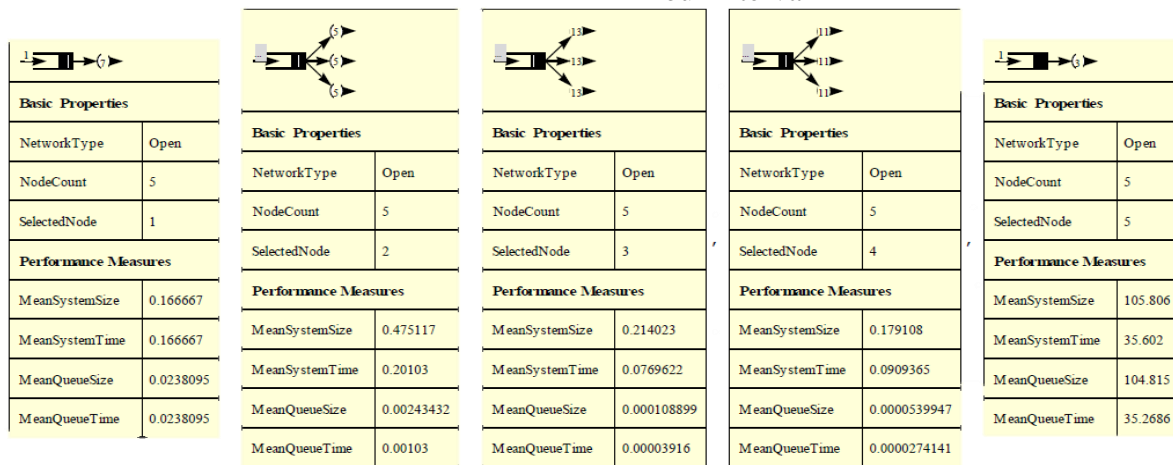 1 7
Basic Properties
NetworkType Open
NodeCount 5
SelectedNode 1
Performance Measures
MeanSystemSize 0.166667
MeanSystemTime 0.166667
MeanQueueSize 0.0238095
MeanQueueTime 0.0238095
...
5
5
5
Basic Properties
NetworkType Open
NodeCount 5
SelectedNode 2
Performance Measures
MeanSystemSize 0.475117
MeanSystemTime 0.20103
MeanQueueSize 0.00243432
MeanQueueTime 0.00103
...
13
13
13
Basic Properties
NetworkType Open
NodeCount 5
SelectedNode 3
Performance Measures
MeanSystemSize 0.214023
MeanSystemTime 0.0769622
MeanQueueSize 0.000108899
MeanQueueTime 0.00003916
,
...
11
11
11
Basic Properties
NetworkType Open
NodeCount 5
SelectedNode 4
Performance Measures
MeanSystemSize 0.179108
MeanSystemTime 0.0909365
MeanQueueSize 0.0000539947
MeanQueueTime 0.0000274141
,
1 3
Basic Properties
NetworkType Open
NodeCount 5
SelectedNode 5
Performance Measures
MeanSystemSize 105.806
MeanSystemTime 35.602
MeanQueueSize 104.815
MeanQueueTime 35.2686